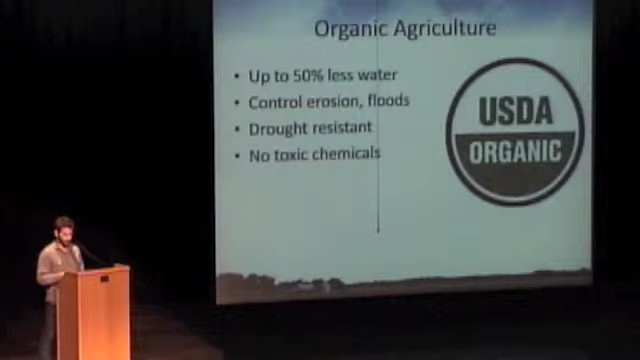 Organic Agriculture
• Up to 50% less water
• Control erosion, floods
• Drought resistant
• No toxic chemicals
USDA
ORGANIC